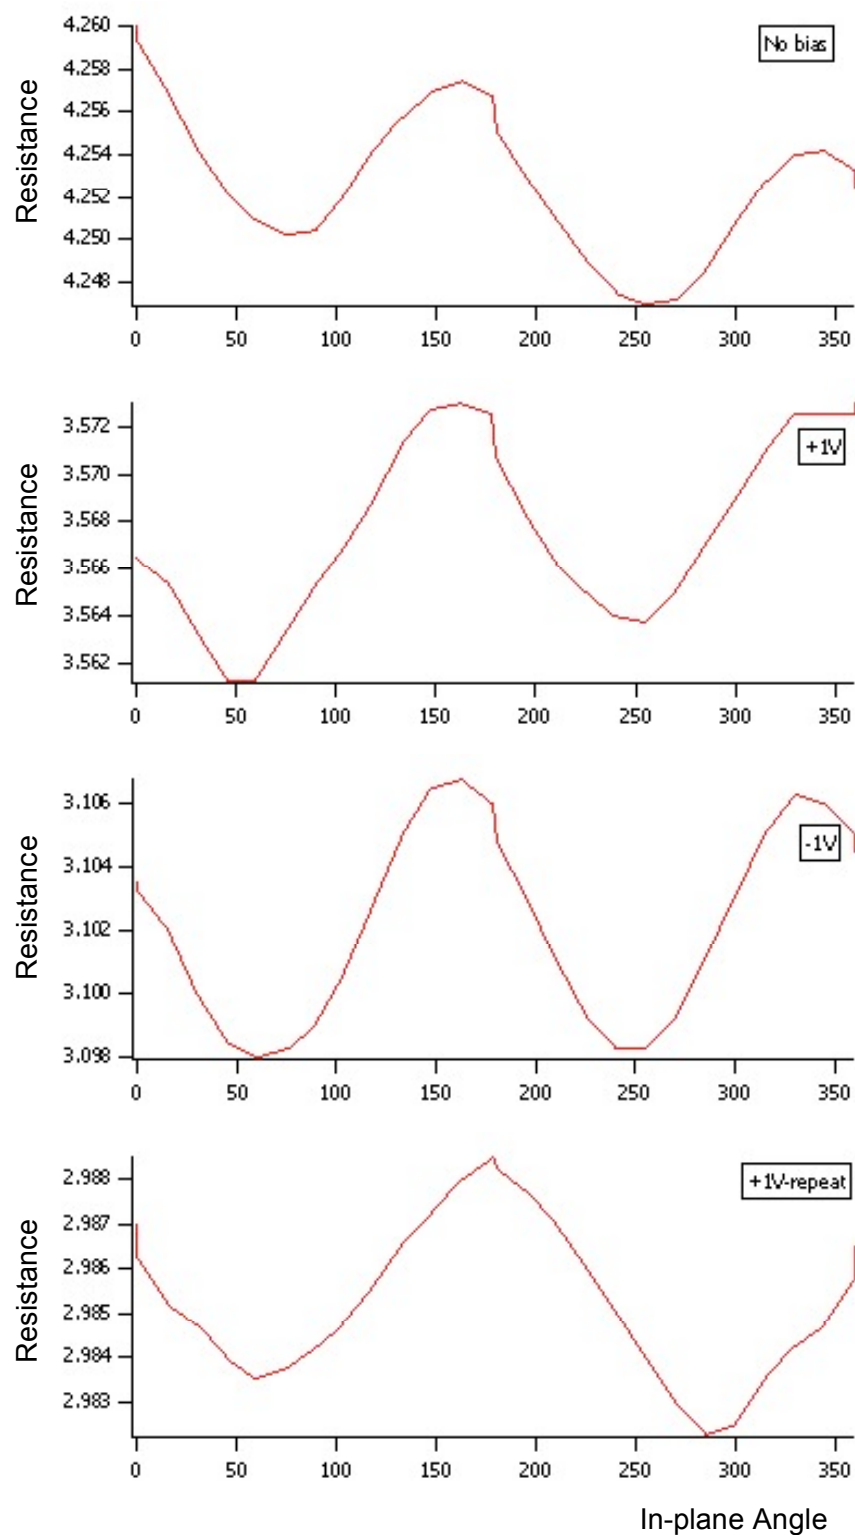 4.260
4.258
4.256
4.254
4.252
4.250
4.248
Resistance
No bias
0 50 100 150 200 250 300 350
3.572
3.570
3.568
3.566
3.564
3.562
Resistance
+1V
0 50 100 150 200 250 300 350
3.106
3.104
3.102
3.100
3.098
Resistance
-1V
0 50 100 150 200 250 300 350
2.988
2.987
2.986
2.985
2.984
2.983
Resistance
+1V-repeat
0 50 100 150 200 250 300 350
In-plane Angle